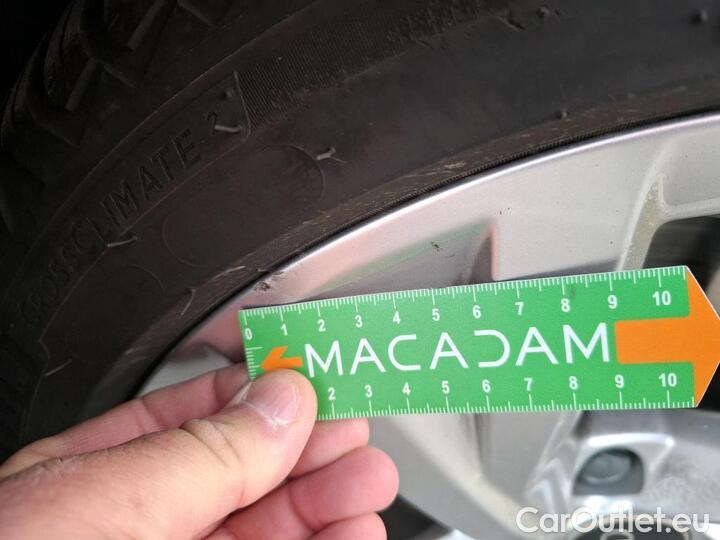 CROSSCLIMATE 2
0 1 2 3 4 5 6 7 8 9 10
MACADAM
2 3 4 5 6 7 8 9 10
CarOutlet.eu